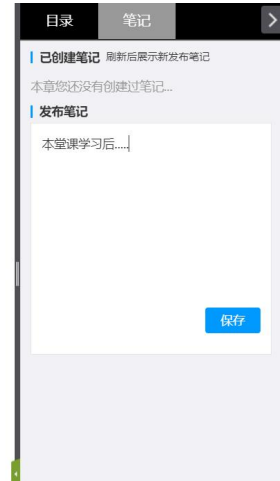 目录 笔记
已创建笔记 刷新后展示新发布笔记
本章您还没有创建过笔记...
发布笔记
本堂课学习后.....
保存